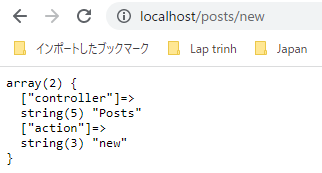 localhost/posts/new
インポートしたブックマーク Lap trinh Japan
array(2) {
  ["controller"]=>
  string(5) "Posts"
  ["action"]=>
  string(3) "new"
}